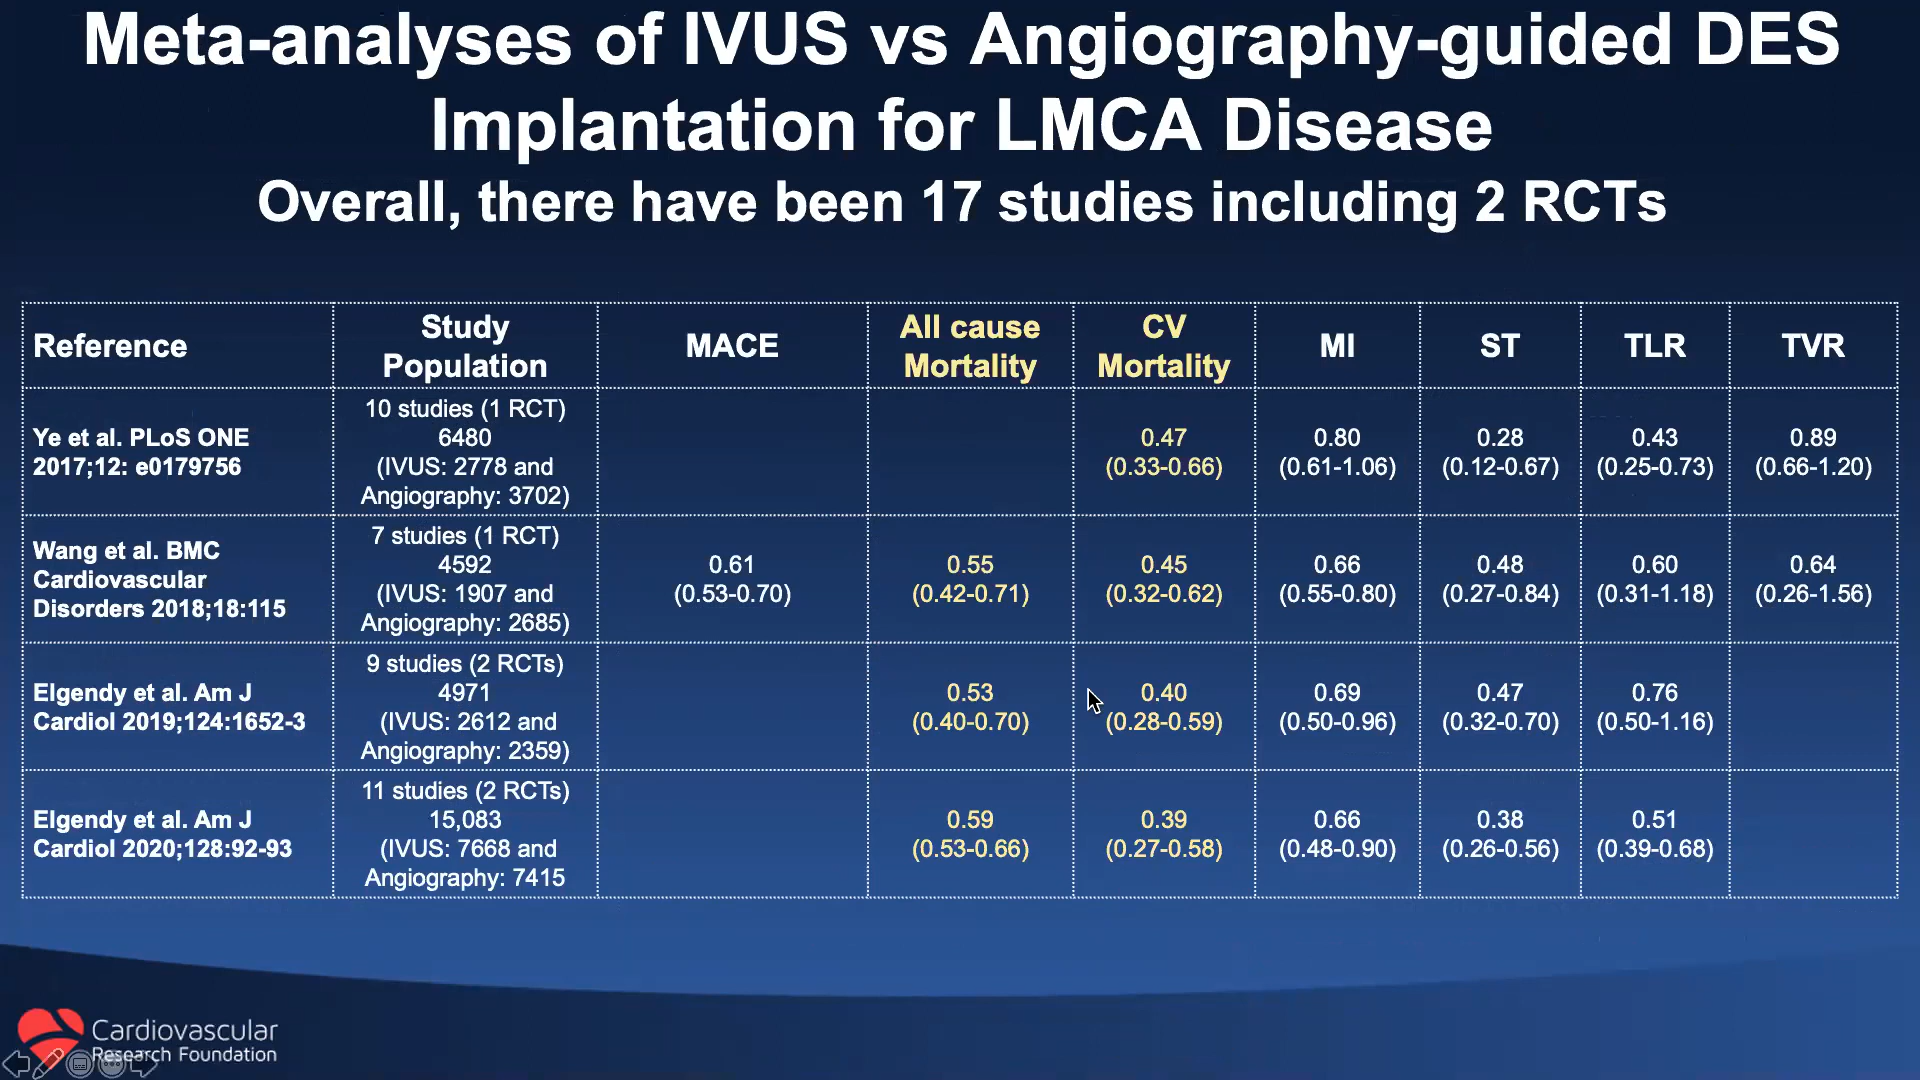 Meta-analyses of IVUS vs Angiography-guided DES
Implantation for LMCA Disease
Overall, there have been 17 studies including 2 RCTs
Reference
Study
Population
MACE
All cause
Mortality
CV
Mortality
MI
ST
TLR
TVR
Ye et al. PLoS ONE
2017;12: e0179756
10 studies (1 RCT)
6480
(IVUS: 2778 and
Angiography: 3702)
0.47
(0.33-0.66)
0.80
(0.61-1.06)
0.28
(0.12-0.67)
0.43
(0.25-0.73)
0.89
(0.66-1.20)
Wang et al. BMC
Cardiovascular
Disorders 2018;18:115
7 studies (1 RCT)
4592
(IVUS: 1907 and
Angiography: 2685)
0.61
(0.53-0.70)
0.55
(0.42-0.71)
0.45
(0.32-0.62)
0.66
(0.55-0.80)
0.48
(0.27-0.84)
0.60
(0.31-1.18)
0.64
(0.26-1.56)
Elgendy et al. Am J
Cardiol 2019;124:1652-3
9 studies (2 RCTs)
4971
(IVUS: 2612 and
Angiography: 2359)
0.53
(0.40-0.70)
0.40
(0.28-0.59)
0.69
(0.50-0.96)
0.47
(0.32-0.70)
0.76
(0.50-1.16)
Elgendy et al. Am J
Cardiol 2020;128:92-93
11 studies (2 RCTs)
15,083
(IVUS: 7668 and
Angiography: 7415
0.59
(0.53-0.66)
0.39
(0.27-0.58)
0.66
(0.48-0.90)
0.38
(0.26-0.56)
0.51
(0.39-0.68)
Cardiovascular
Research Foundation